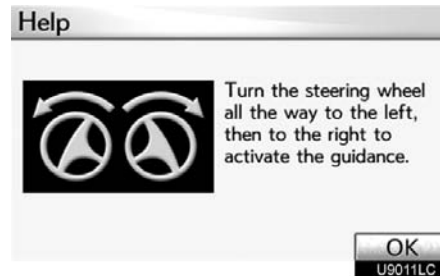 Help
Turn the steering wheel
all the way to the left,
then to the right to
activate the guidance.
OK
U9011LC